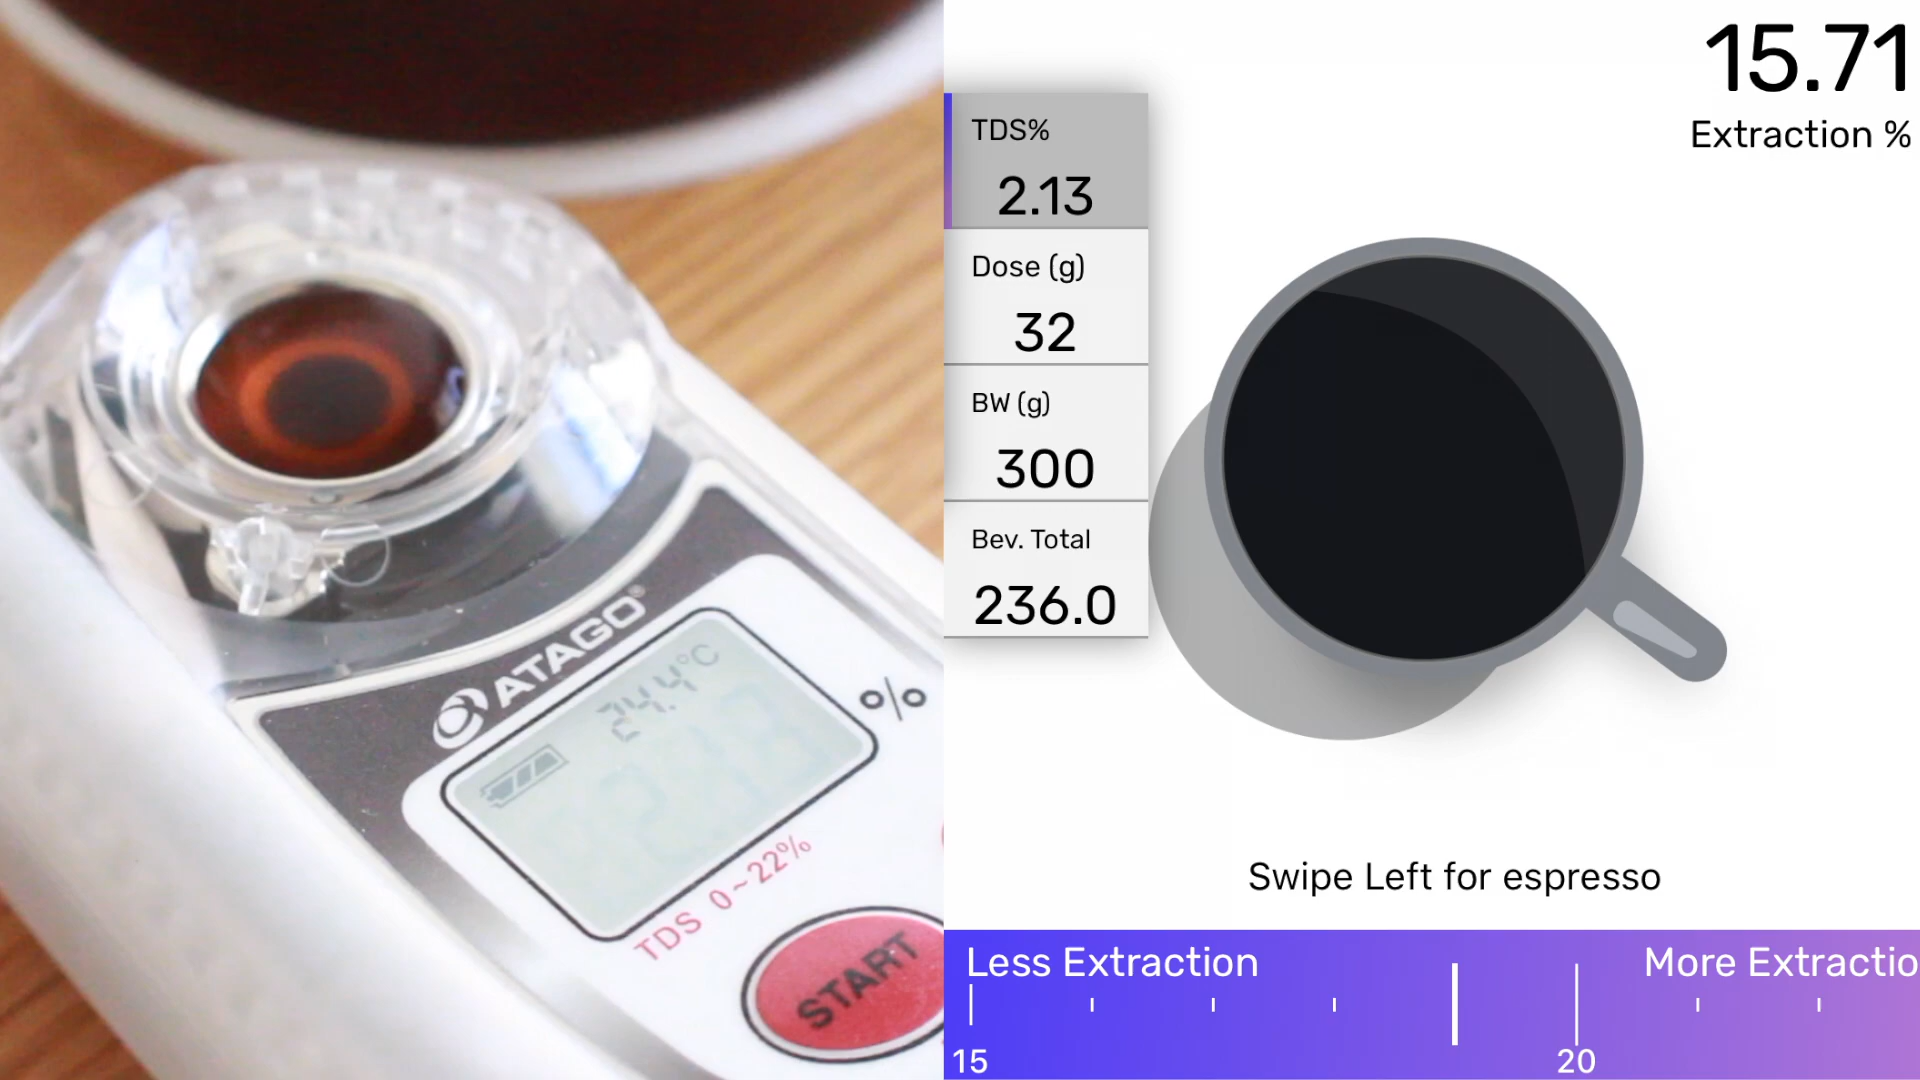 ATAGO®
24.4°C
%
TDS 0~22%
START
15.71
Extraction %
TDS%
2.13
Dose (g)
32
BW (g)
300
Bev. Total
236.0
Swipe Left for espresso
Less Extraction
More Extractio
15
20